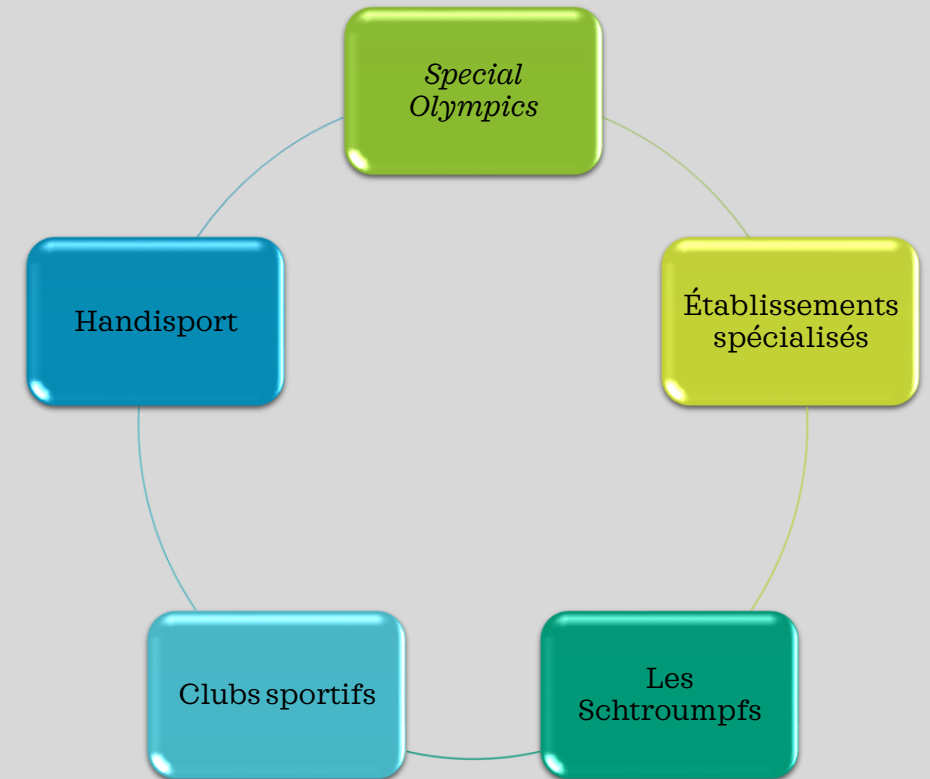 Special
Olympics
Handisport
Établissements
spécialisés
Clubs sportifs
Les
Schtroumpfs